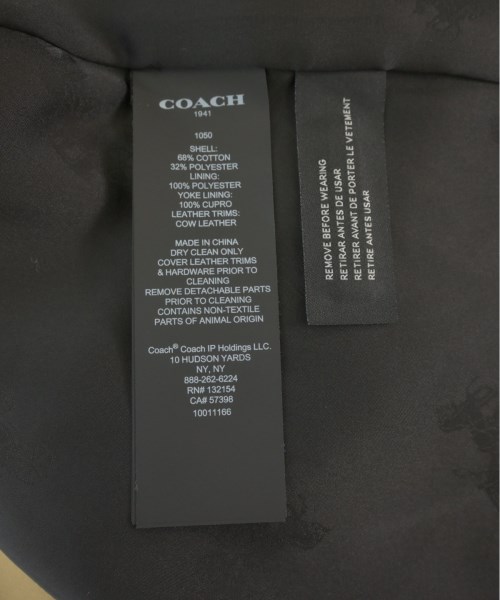 COACH
1941
1050
SHELL:
68% COTTON
32% POLYESTER
LINING:
100% POLYESTER
YOKE LINING:
100% CUPRO
LEATHER TRIMS:
COW LEATHER
MADE IN CHINA
DRY CLEAN ONLY
COVER LEATHER TRIMS
& HARDWARE PRIOR TO
CLEANING
REMOVE DETACHABLE PARTS
PRIOR TO CLEANING
CONTAINS NON-TEXTILE
PARTS OF ANIMAL ORIGIN
Coach® Coach IP Holdings LLC.
10 HUDSON YARDS
NY, NY
888-262-6224
RN# 132154
CA# 57398
10011166
REMOVE BEFORE WEARING
RETIRAR ANTES DE USAR
RETIRER AVANT DE PORTER LE VETEMENT
RETIRE ANTES USAR